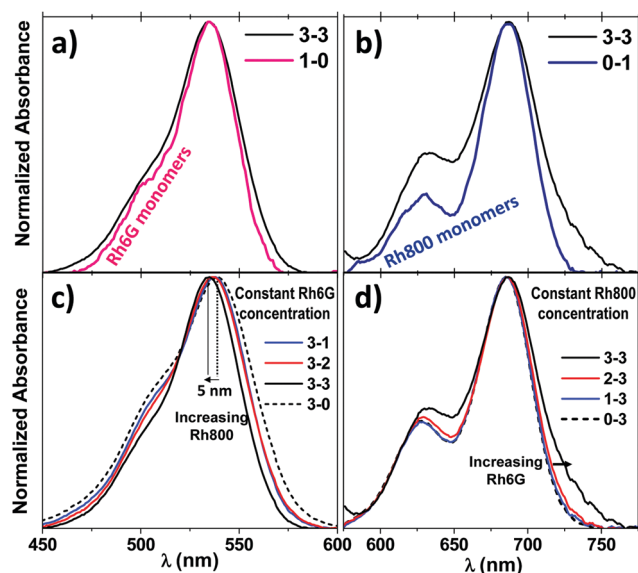 Normalized Absorbance
a)
3-3
1-0
Rh6G monomers
b)
3-3
0-1
Rh800 monomers
Normalized Absorbance
c)
Constant Rh6G
concentration
3-1
3-2
3-3
3-0
5 nm
Increasing
Rh800
d)
Constant Rh800
concentration
3-3
2-3
1-3
0-3
Increasing
Rh6G
450 500 550 600 600 650 700 750
λ (nm)
λ (nm)